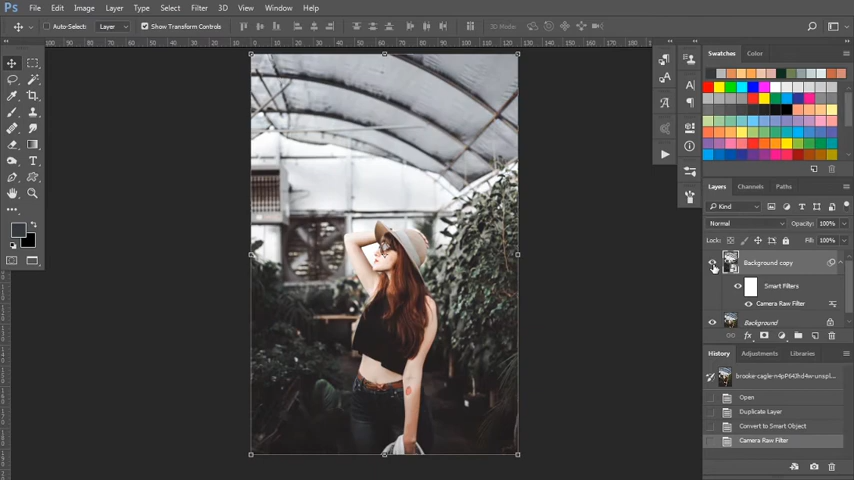 Ps File Edit Image Layer Type Select Filter 3D View Window Help
Auto-Select: Layer Show Transform Controls 3D Mode:
Swatches Color
Layers Channels Paths
Kind
Normal Opacity: 100%
Lock: Fill: 100%
Background copy
Smart Filters
Camera Raw Filter
Background
fx
History Adjustments Libraries
brooke-cagle-n4pP643hd4w-unspl...
Open
Duplicate Layer
Convert to Smart Object
Camera Raw Filter